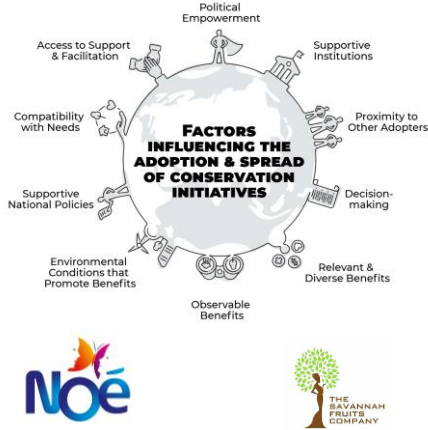 Political
Empowerment
Access to Support
& Facilitation
Supportive
Institutions
Compatibility
with Needs
Proximity to
Other Adopters
FACTORS
INFLUENCING THE
ADOPTION & SPREAD
OF CONSERVATION
INITIATIVES
Supportive
National Policies
Decision-
making
Environmental
Conditions that
Promote Benefits
Relevant &
Diverse Benefits
Observable
Benefits
Noé
THE
SAVANNAH
FRUITS
COMPANY